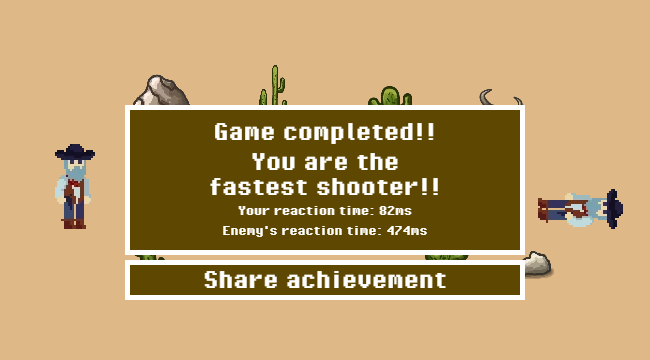 Game completed!!
You are the
fastest shooter!!
Your reaction time: 82ms
Enemy's reaction time: 474ms
Share achievement